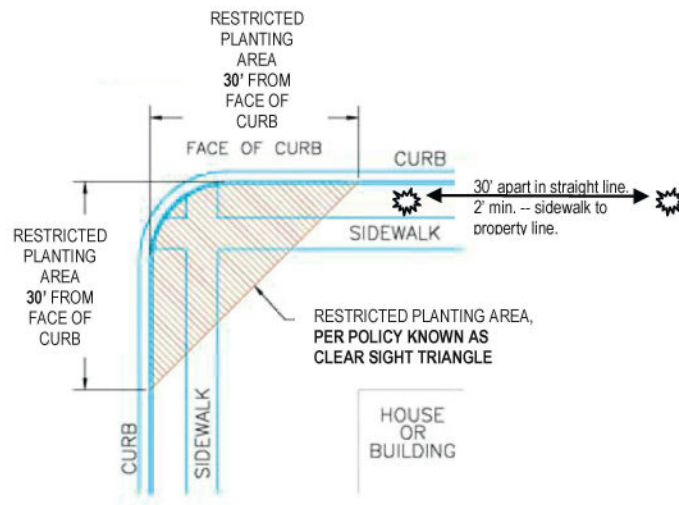 RESTRICTED
PLANTING
AREA
30' FROM
FACE OF
CURB
FACE OF CURB
CURB
30' apart in straight line.
2' min. -- sidewalk to
property line.
SIDEWALK
RESTRICTED
PLANTING
AREA
30' FROM
FACE OF
CURB
RESTRICTED PLANTING AREA,
PER POLICY KNOWN AS
CLEAR SIGHT TRIANGLE
HOUSE
OR
BUILDING
CURB
SIDEWALK